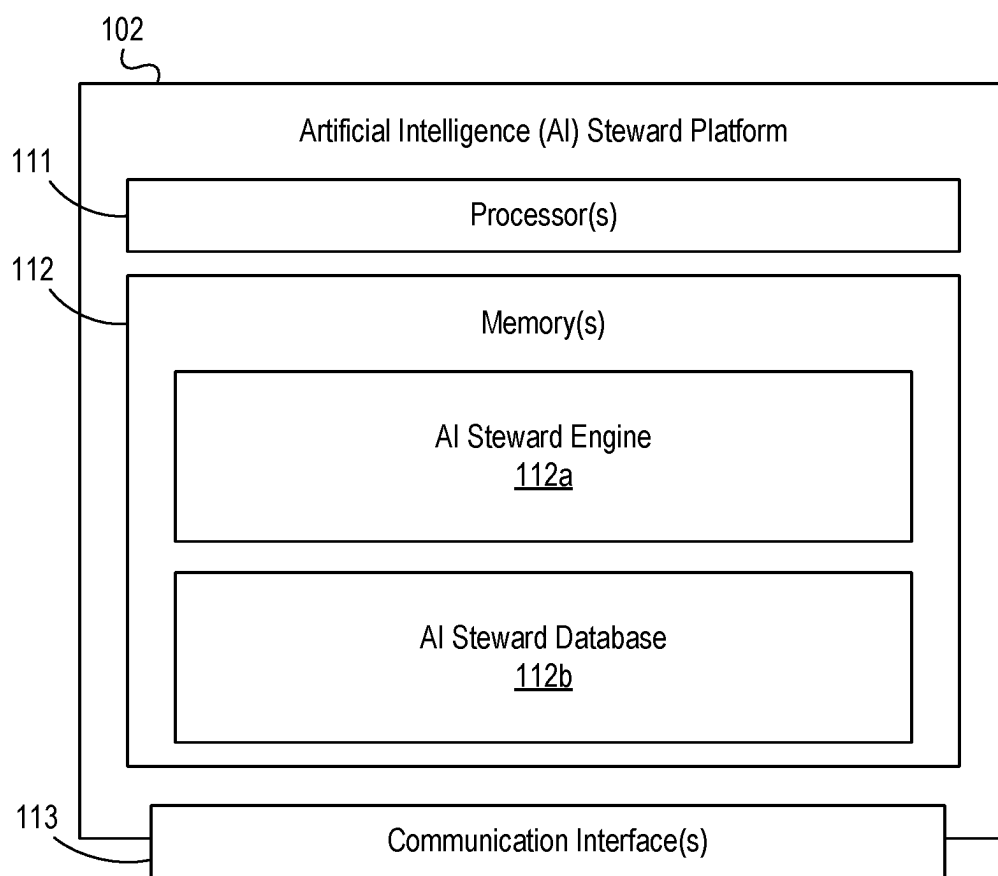 102
Artificial Intelligence (AI) Steward Platform
111
Processor(s)
112
Memory(s)
AI Steward Engine
112a
AI Steward Database
112b
113
Communication Interface(s)